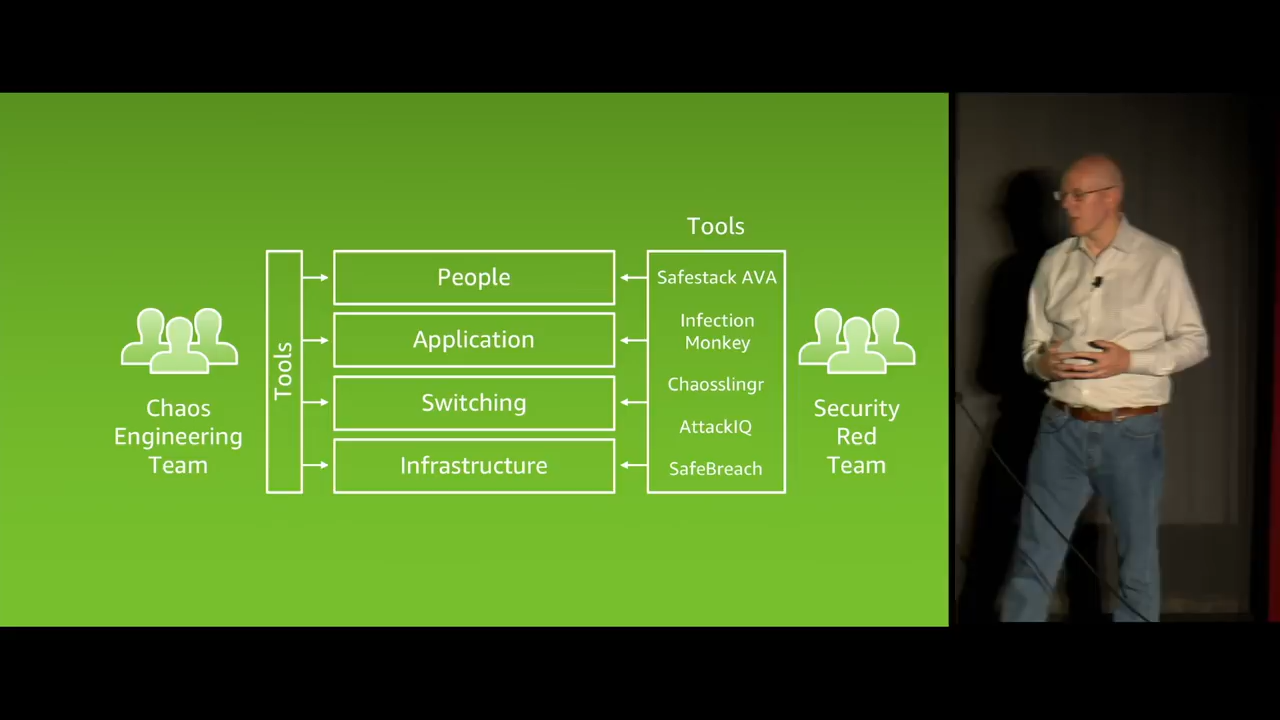 Tools
People
Safestack AVA
Application
Infection
Monkey
Tools
Switching
Chaosslingr
AttackIQ
Infrastructure
SafeBreach
Chaos
Engineering
Team
Security
Red
Team